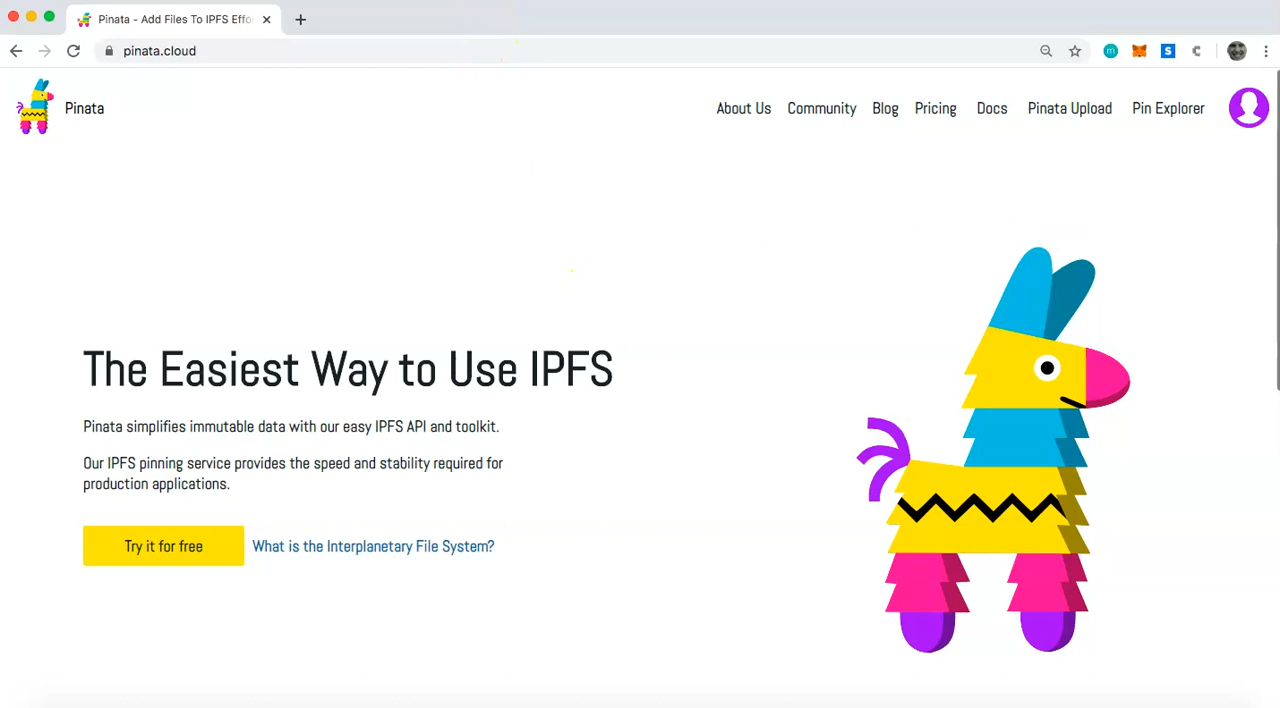 Pinata - Add Files To IPFS Effo
pinata.cloud
Pinata
About Us Community Blog Pricing Docs Pinata Upload Pin Explorer
The Easiest Way to Use IPFS
Pinata simplifies immutable data with our easy IPFS API and toolkit.
Our IPFS pinning service provides the speed and stability required for
production applications.
Try it for free What is the Interplanetary File System?